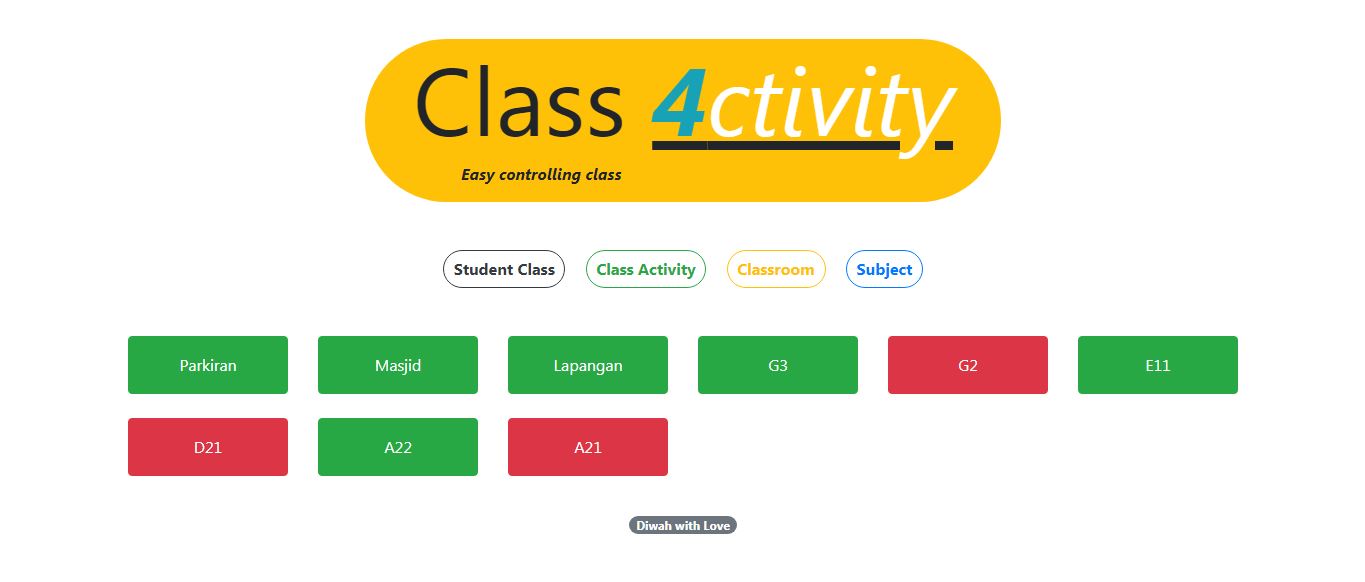 Class 4ctivity
Easy controlling class
Student Class Class Activity Classroom Subject
Parkiran Masjid Lapangan G3 G2 E11
D21 A22 A21
Diwah with Love